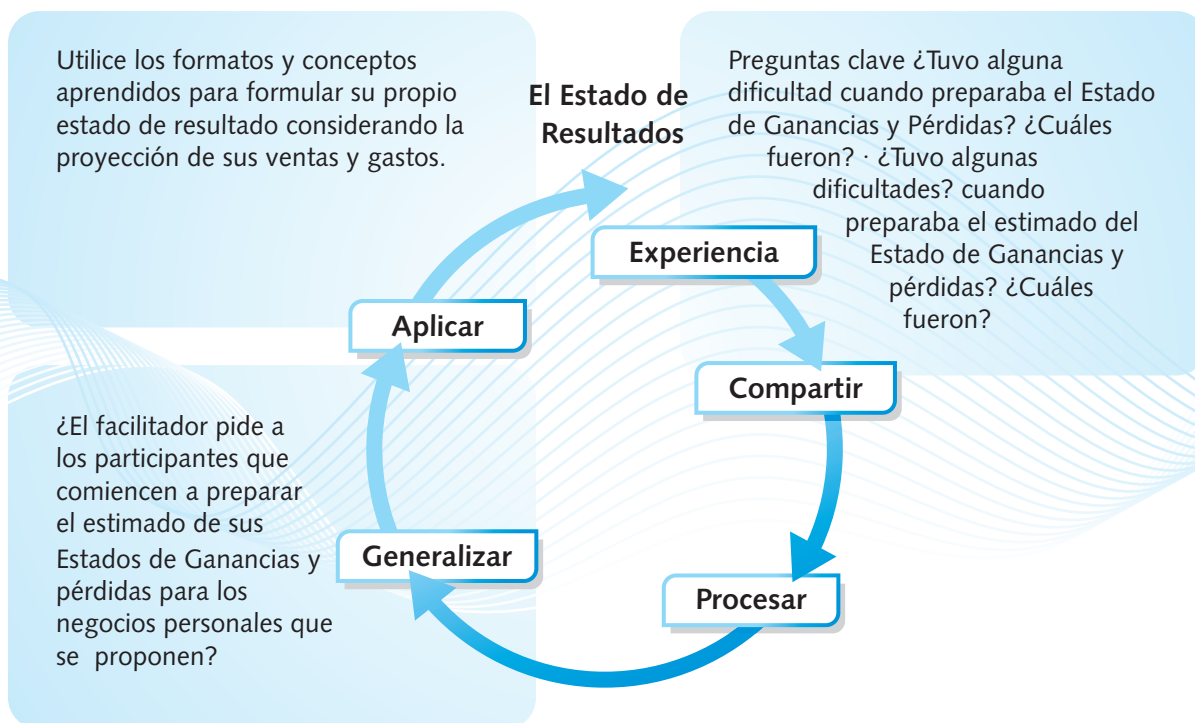 Utilice los formatos y conceptos
aprendidos para formular su propio
estado de resultado considerando la
proyección de sus ventas y gastos.
El Estado de
Resultados
Preguntas clave ¿Tuvo alguna
dificultad cuando preparaba el Estado
de Ganancias y Pérdidas? ¿Cuáles
fueron? · ¿Tuvo algunas
dificultades? cuando
preparaba el estimado del
Estado de Ganancias y
pérdidas? ¿Cuáles
fueron?
Experiencia
Aplicar
Compartir
¿El facilitador pide a
los participantes que
comiencen a preparar
el estimado de sus
Estados de Ganancias y
pérdidas para los
negocios personales que
se proponen?
Generalizar
Procesar